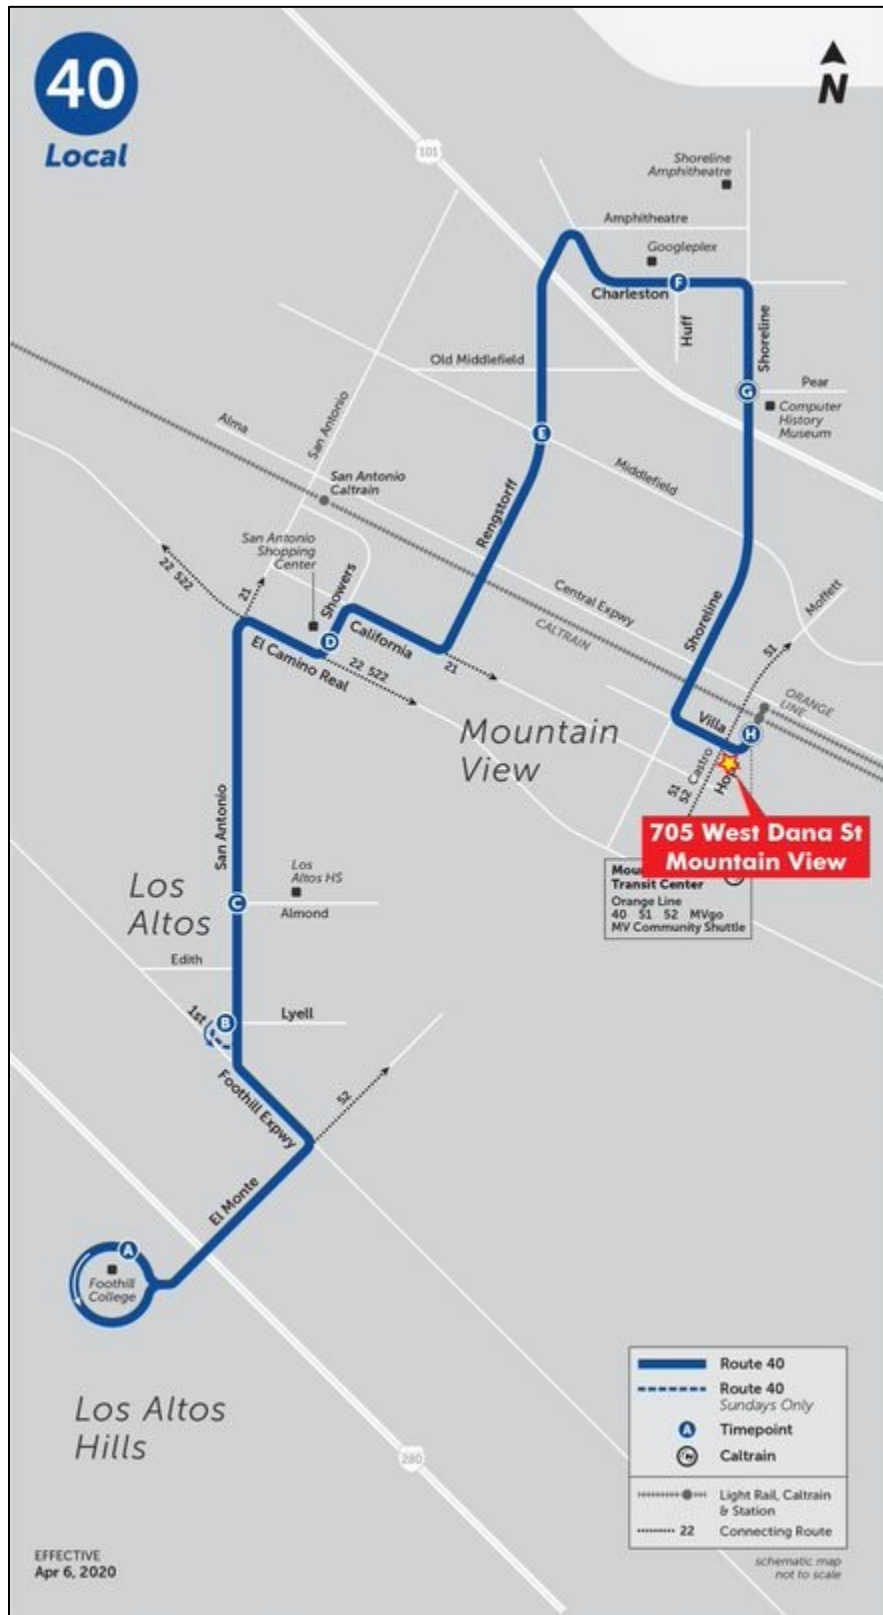 40
Local
N
101
Shoreline
Amphitheatre
Amphitheatre
Googleplex
F
Charleston
Huff
Shoreline
Old Middlefield
G
Pear
Computer
History
Museum
Alma
San Antonio
E
San Antonio
Caltrain
Middlefield
Rengstorff
San Antonio
Shopping
Center
22 522
21
Showers
D
California
El Camino Real
22 522
21
Central Expwy
CALTRAIN
Shoreline
Moffett
51
ORANGE
LINE
Villa
H
Mountain
View
Castro
51
52
705 West Dana St
Mountain View
Transit Center
Orange Line
40 51 52 MVgo
MV Community Shuttle
San Antonio
Los
Altos HS
Los
Altos
C
Almond
Edith
1st
B
Lyell
Foothill Expwy
52
El Monte
A
Foothill
College
Los Altos
Hills
280
Route 40
Route 40
Sundays Only
A
Timepoint
Caltrain
Light Rail, Caltrain
& Station
22
Connecting Route
schematic map
not to scale
EFFECTIVE
Apr 6, 2020